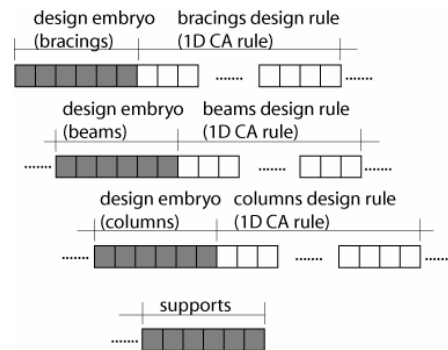 design embryo bracings design rule
(bracings) (1D CA rule)
........ ........
design embryo beams design rule
(beams) (1D CA rule)
........ ........ ........
design embryo columns design rule
(columns) (1D CA rule)
........ ........ ........
supports
........